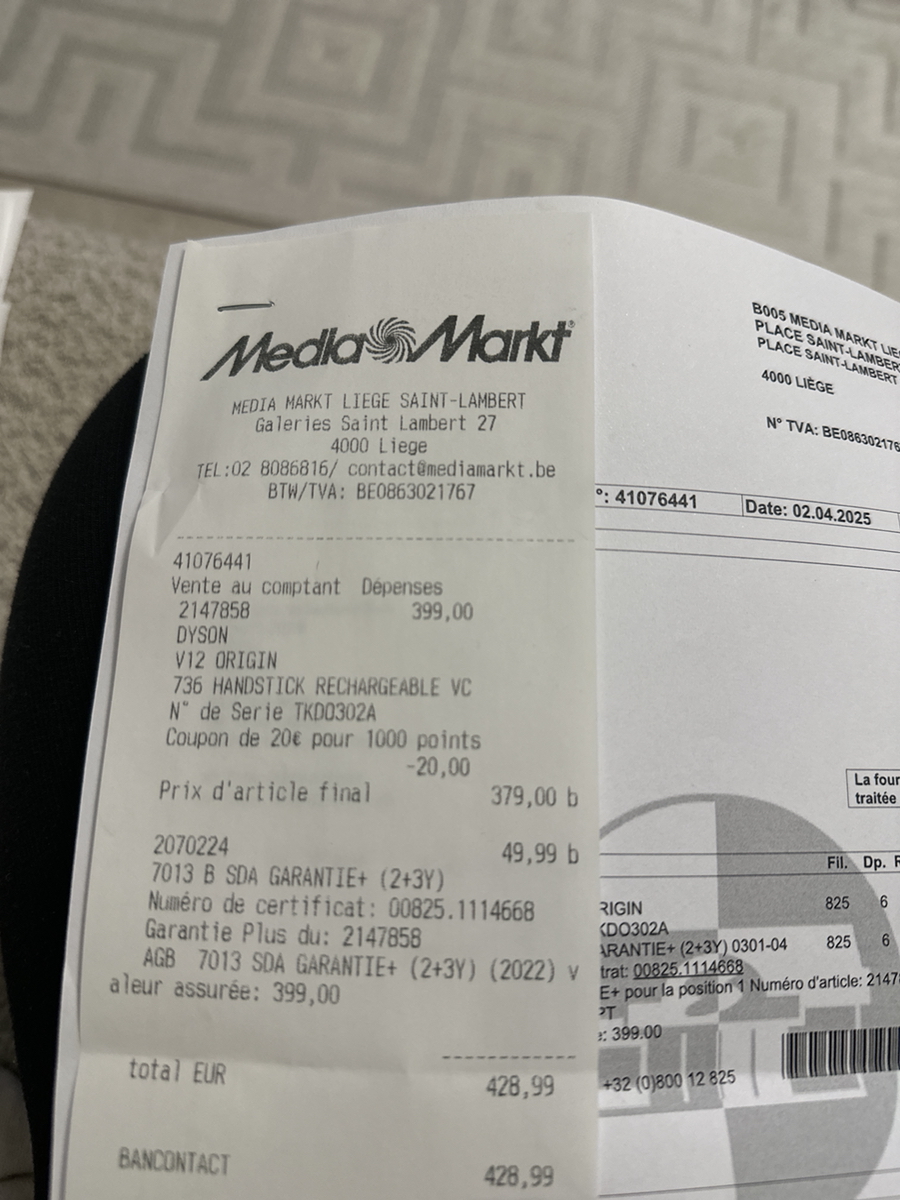 Media Markt
MEDIA MARKT LIEGE SAINT-LAMBERT
Galeries Saint Lambert 27
4000 Liege
TEL:02 8086816/ contact@mediamarkt.be
BTW/TVA: BE0863021767
41076441
Vente au comptant Dépenses
2147858 399,00
DYSON
V12 ORIGIN
736 HANDSTICK RECHARGEABLE VC
N° de Serie TKD0302A
Coupon de 20€ pour 1000 points
-20,00
Prix d'article final 379,00 b
2070224 49,99 b
7013 B SDA GARANTIE+ (2+3Y)
Numéro de certificat: 00825.1114668
Garantie Plus du: 2147858
AGB 7013 SDA GARANTIE+ (2+3Y) (2022) v
aleur assurée: 399,00
total EUR 428,99
BANCONTACT 428,99
B005 MEDIA MARKT LIE
PLACE SAINT-LAMBER
PLACE SAINT-LAMBERT
4000 LIÈGE
N° TVA: BE086302176
°: 41076441 Date: 02.04.2025
La four
traitée
Fil. Dp.
RIGIN 825 6
KD0302A
ARANTIE+ (2+3Y) 0301-04 825 6
trat: 00825.1114668
E+ pour la position 1 Numéro d'article: 2147
PT
: 399.00
+32 (0)800 12 825